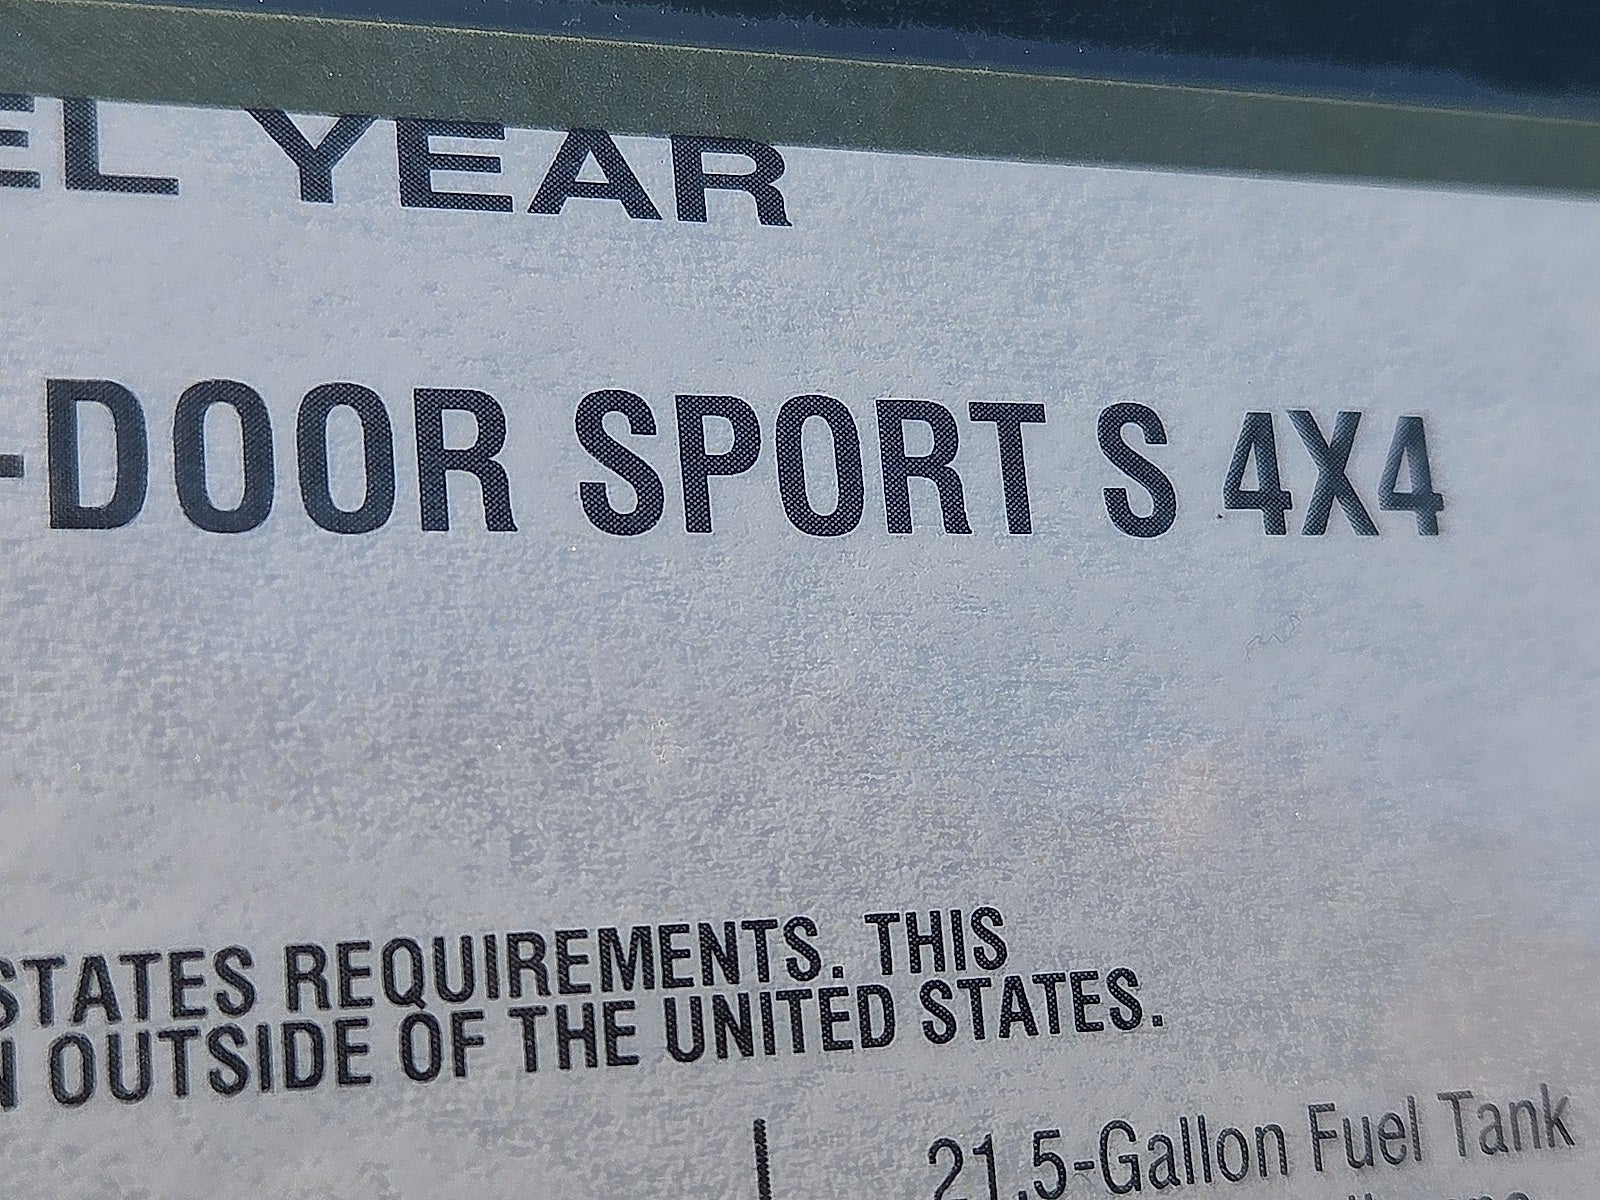 EL YEAR
-DOOR SPORT S 4X4
STATES REQUIREMENTS. THIS
N OUTSIDE OF THE UNITED STATES.
21.5-Gallon Fuel Tank